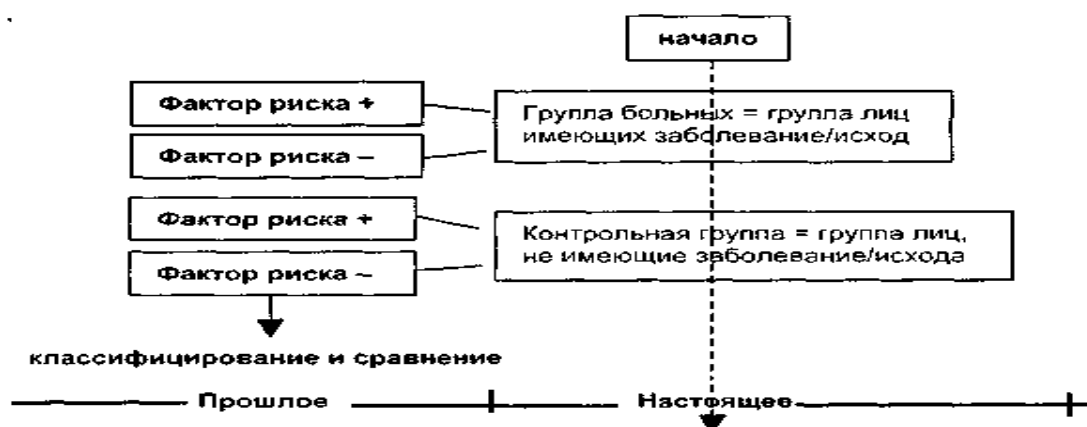 начало
Фактор риска +
Фактор риска –
Группа больных = группа лиц
имеющих заболевание/исход
Фактор риска +
Фактор риска –
Контрольная группа = группа лиц,
не имеющие заболевание/исхода
классифицирование и сравнение
Прошлое
Настоящее